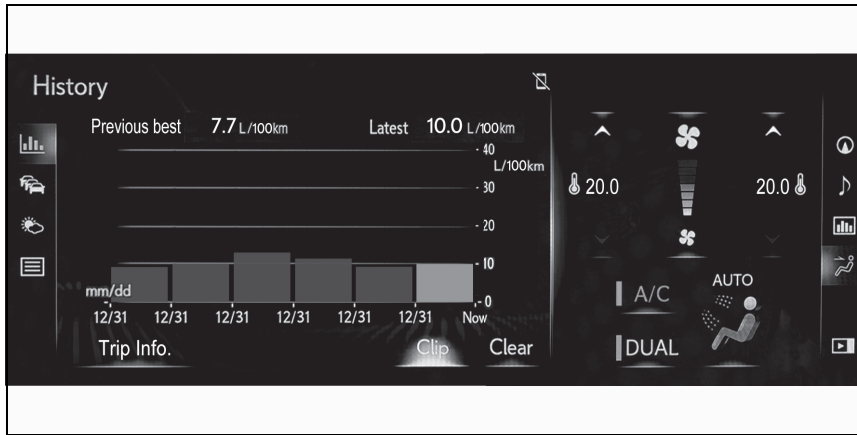 History
Previous best 7.7 L/100km Latest 10.0 L/100km
40
L/100km
30
20
10
mm/dd
0
12/31 12/31 12/31 12/31 12/31 12/31 Now
Trip Info. Clip Clear
20.0 20.0
A/C AUTO
DUAL